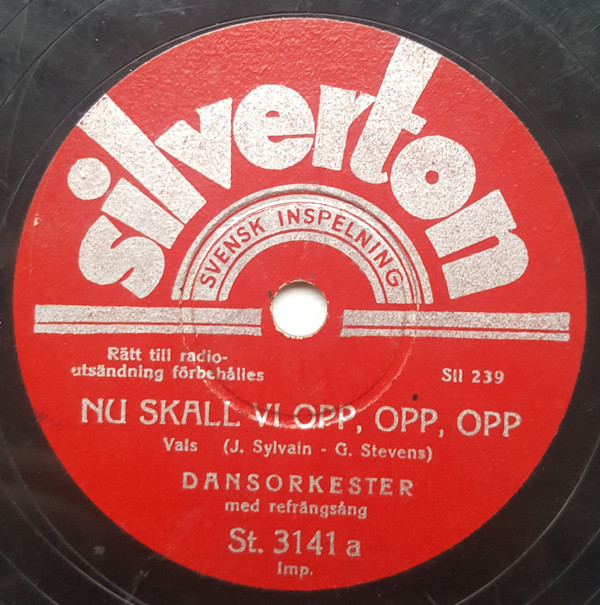 silverton
SVENSK INSPELNING
Rätt till radio-
utsändning förbehålles
Sll 239
NU SKALL VI OPP, OPP, OPP
Vals (J. Sylvain - G. Stevens)
DANSORKESTER
med refrängsång
St. 3141 a
Imp.